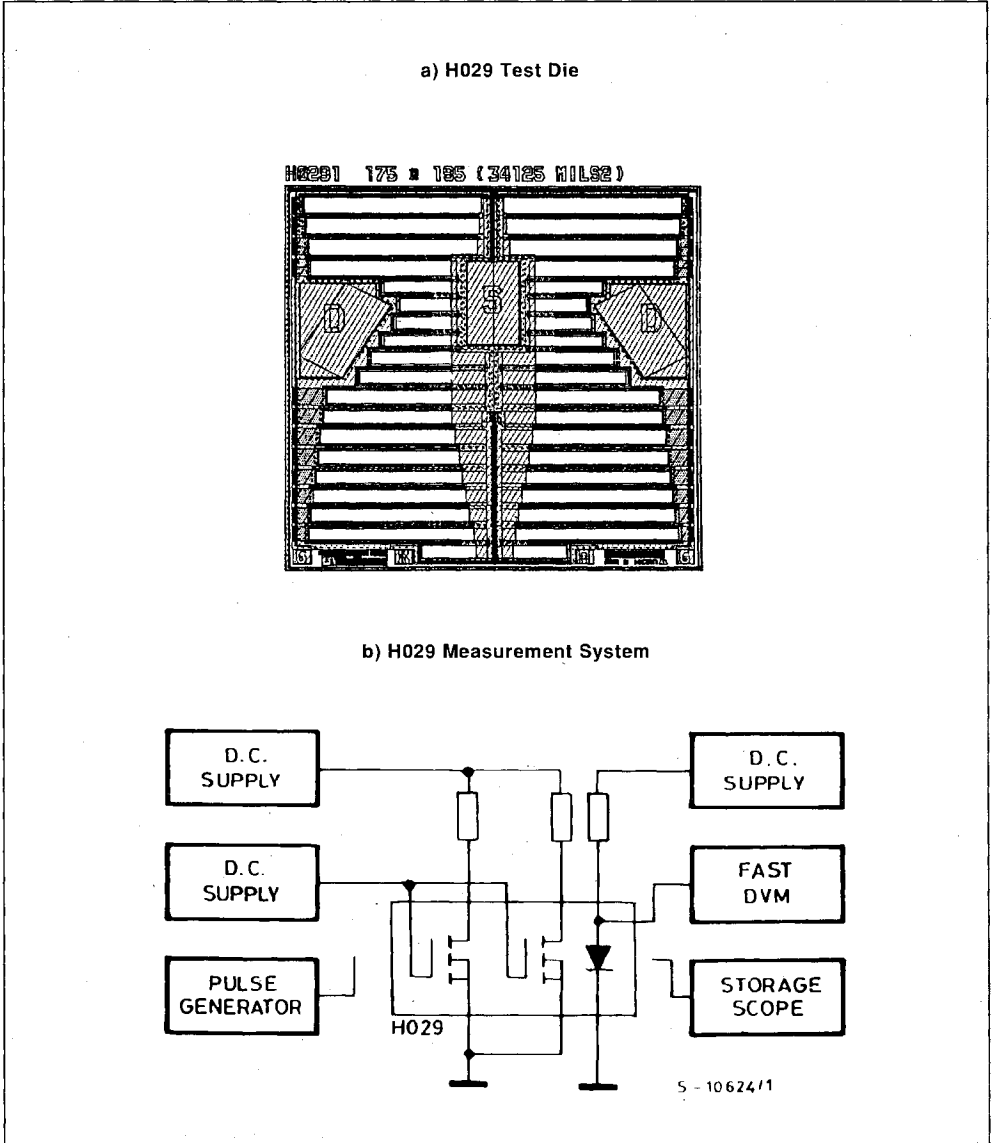 a) H029 Test Die
H0291 175 * 195 (34125 MILS2)
D
S
D
G
G
b) H029 Measurement System
D.C.
SUPPLY
D.C.
SUPPLY
D.C.
SUPPLY
FAST
DVM
PULSE
GENERATOR
STORAGE
SCOPE
H029
S-10624/1